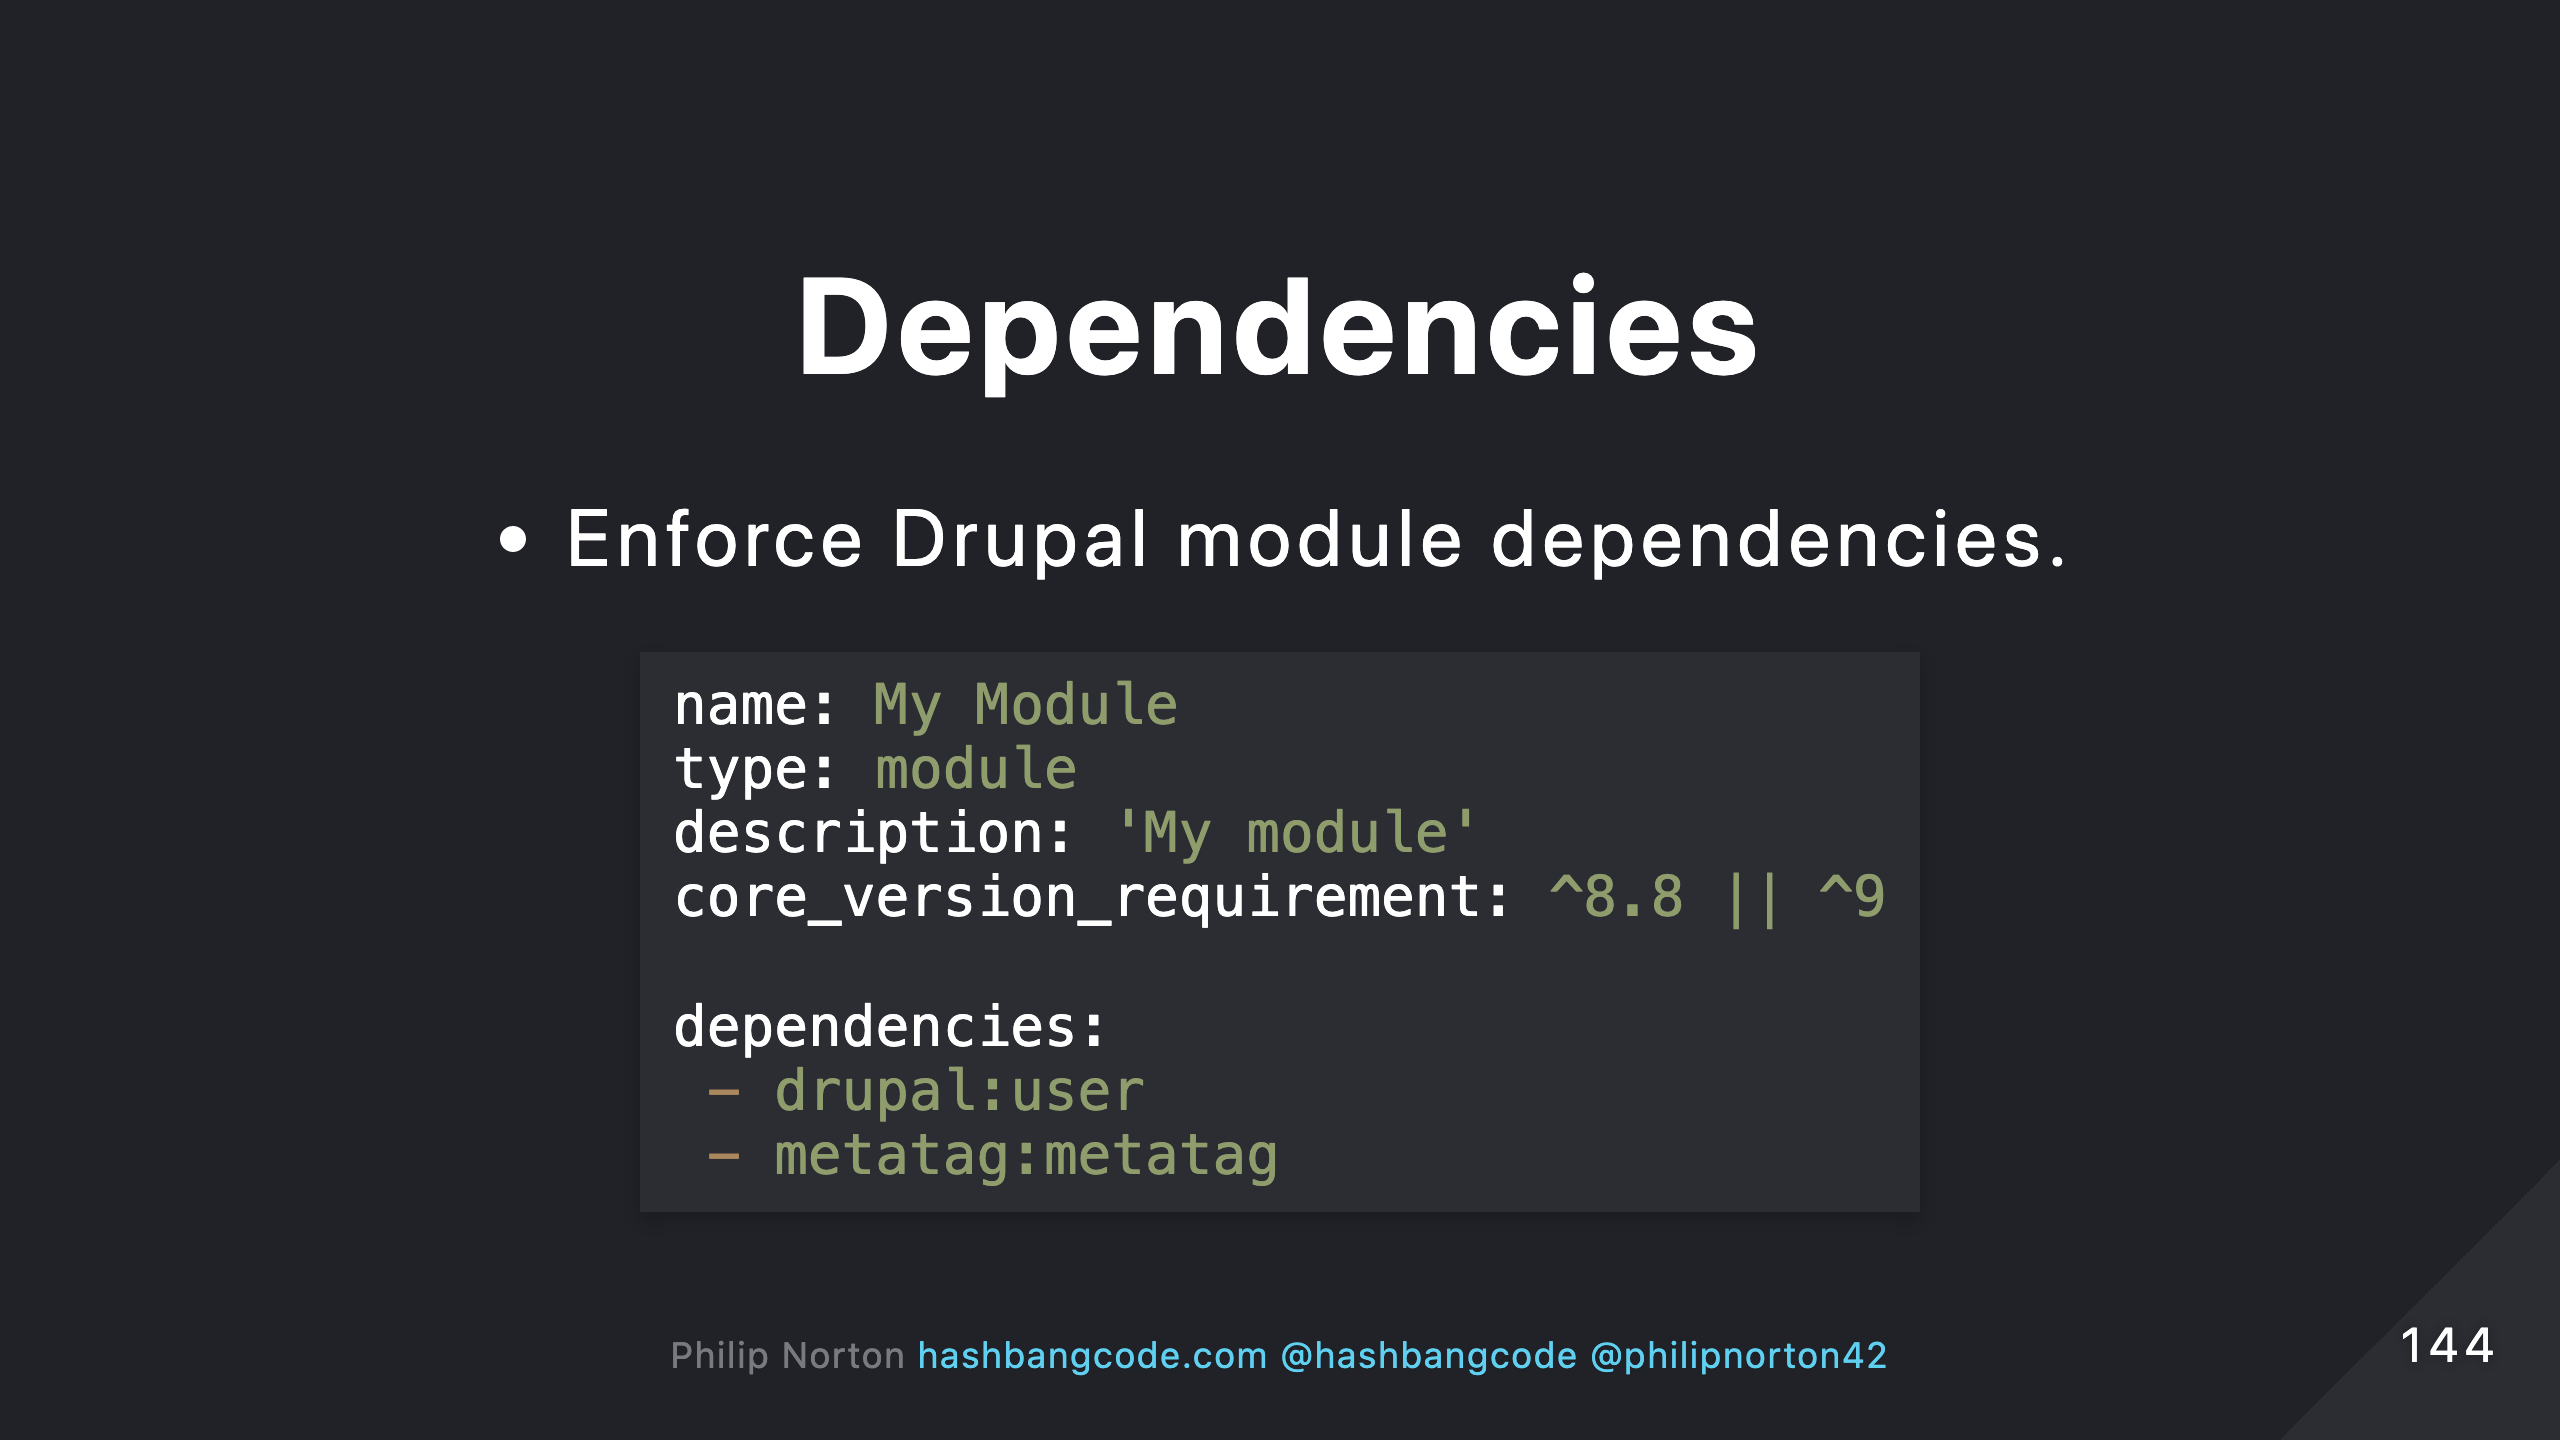 Dependencies
• Enforce Drupal module dependencies.
name: My Module
type: module
description: 'My module'
core_version_requirement: ^8.8 || ^9
dependencies:
 - drupal:user
 - metatag:metatag
Philip Norton hashbangcode.com @hashbangcode @philipnorton42
144